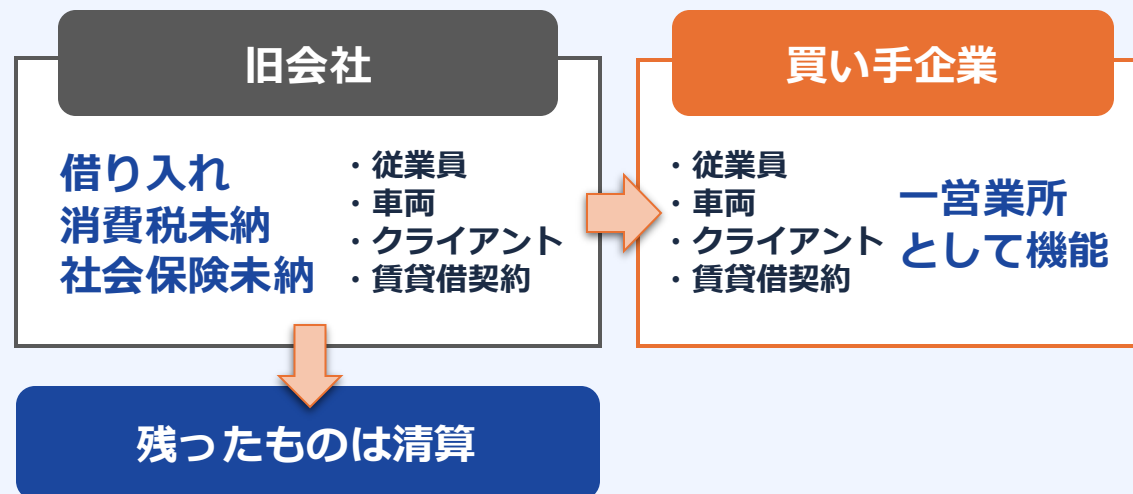 旧会社
借り入れ
消費税未納
社会保険未納
・従業員
・車両
・クライアント
・賃貸借契約
買い手企業
・従業員
・車両
・クライアント
・賃貸借契約
一営業所
として機能
残ったものは清算